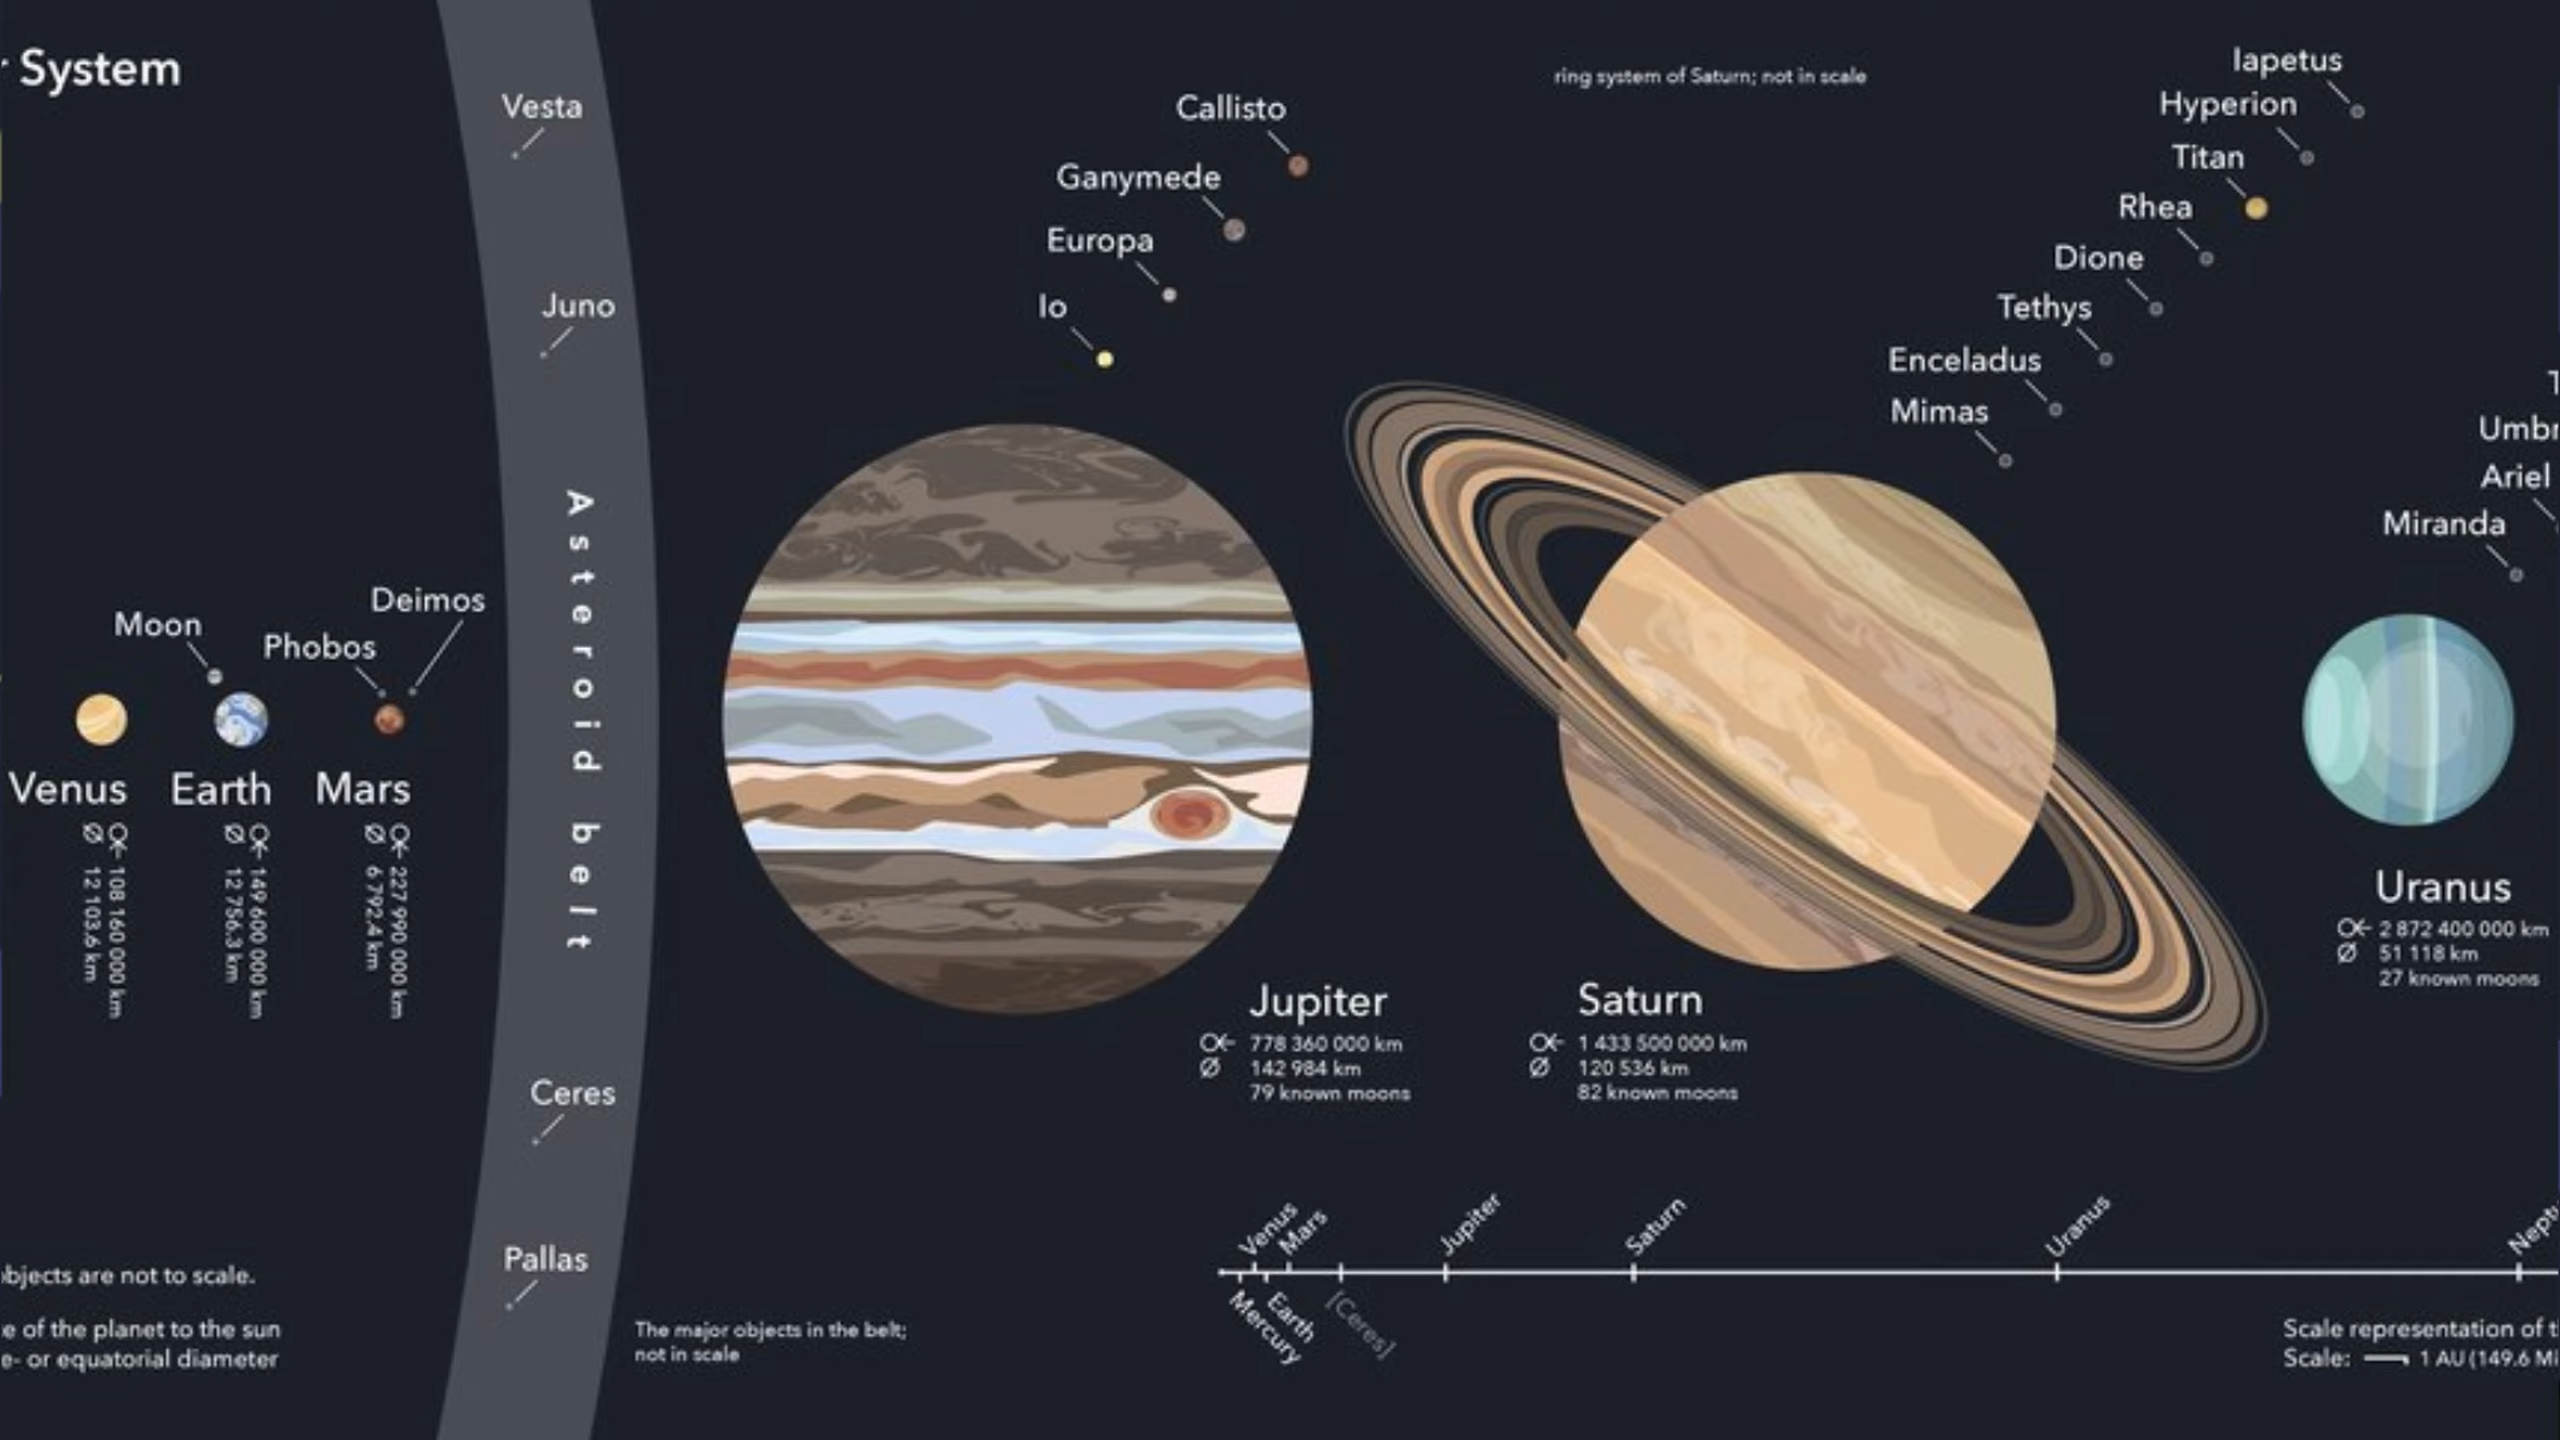 System
Vesta
Juno
Asteroid belt
Ceres
Pallas
Callisto
Ganymede
Europa
Io
ring system of Saturn; not in scale
Iapetus
Hyperion
Titan
Rhea
Dione
Tethys
Enceladus
Mimas
Ariel
Miranda
Moon
Phobos
Deimos
Venus
108 160 000 km
Ø 12 103.6 km
Earth
149 600 000 km
Ø 12 756.3 km
Mars
227 990 000 km
Ø 6 792.4 km
Jupiter
778 360 000 km
Ø 142 984 km
79 known moons
Saturn
1 433 500 000 km
Ø 120 536 km
82 known moons
Uranus
2 872 400 000 km
Ø 51 118 km
27 known moons
Venus Mars Jupiter Saturn Uranus
Mercury Earth [Ceres]
are not to scale.
of the planet to the sun
or equatorial diameter
The major objects in the belt;
not in scale
Scale representation of
Scale: 1 AU (149.6